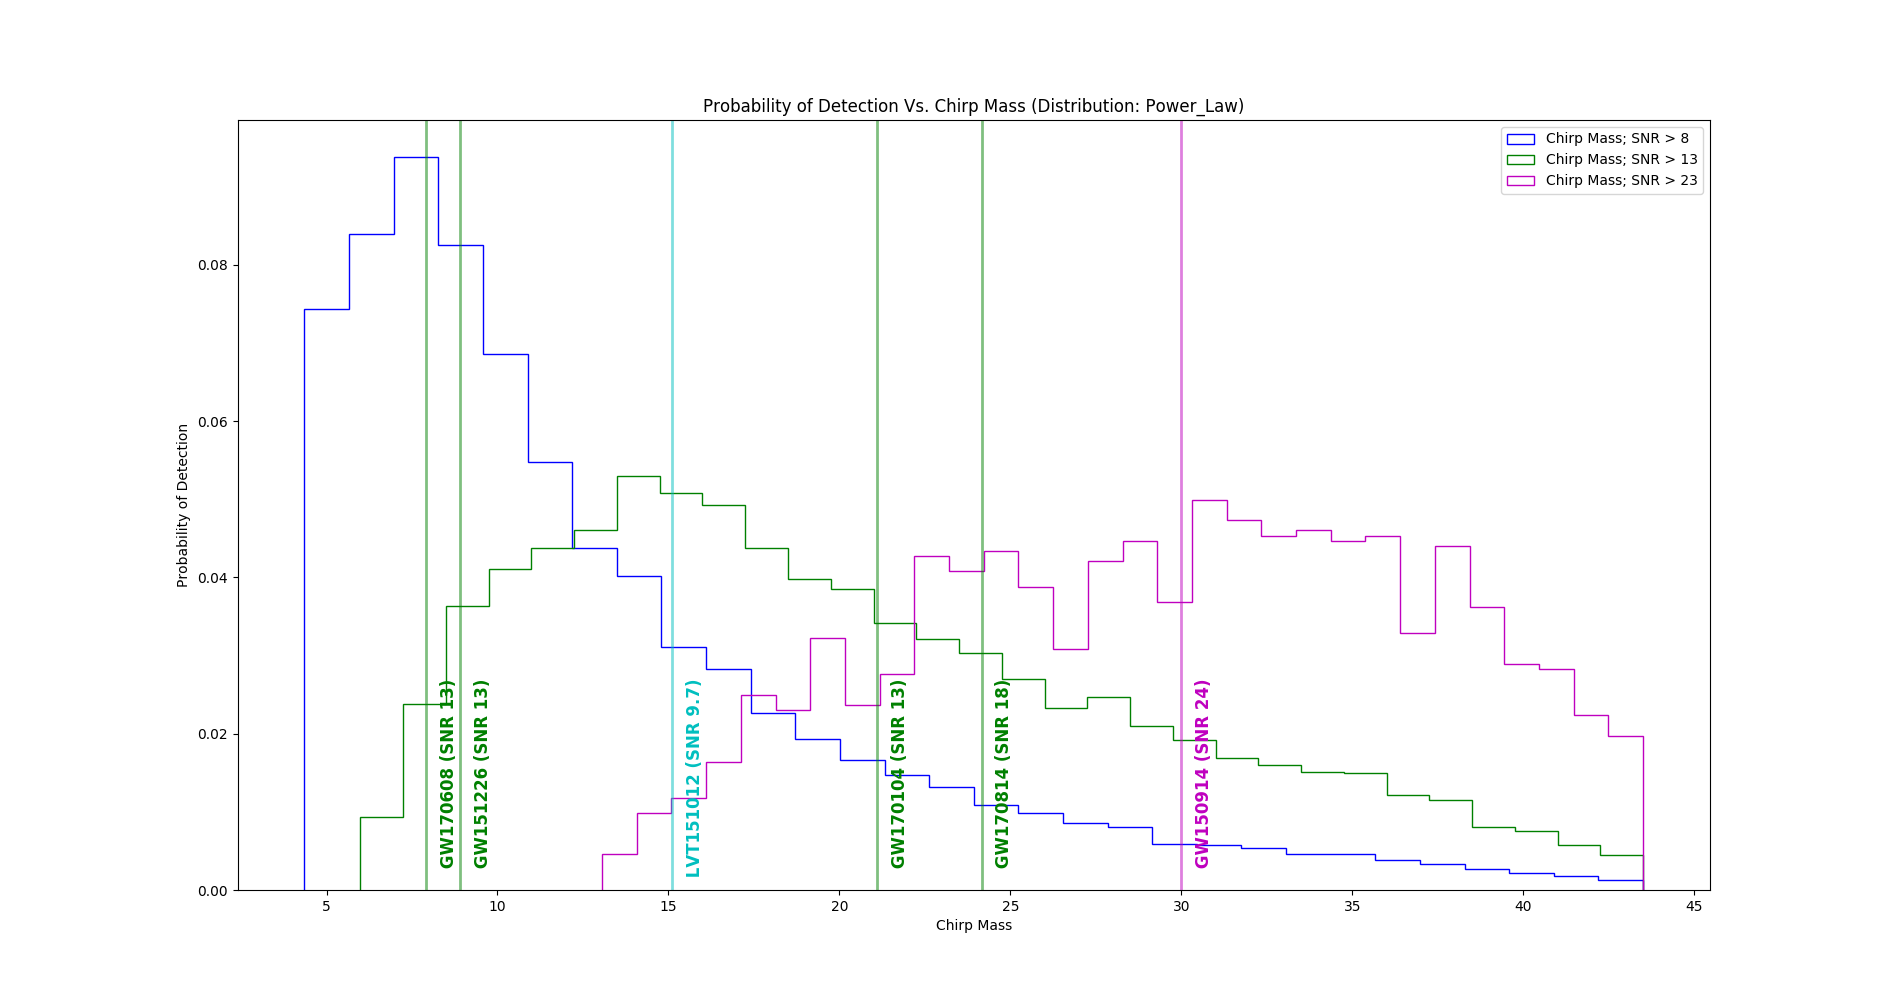 Probability of Detection Vs. Chirp Mass (Distribution: Power_Law)
Chirp Mass; SNR > 8
Chirp Mass; SNR > 13
Chirp Mass; SNR > 23
Probability of Detection
0.08
0.06
0.04
0.02
0.00
GW170608 (SNR 13)
GW151226 (SNR 13)
LVT151012 (SNR 9.7)
GW170104 (SNR 13)
GW170814 (SNR 18)
GW150914 (SNR 24)
5 10 15 20 25 30 35 40 45
Chirp Mass